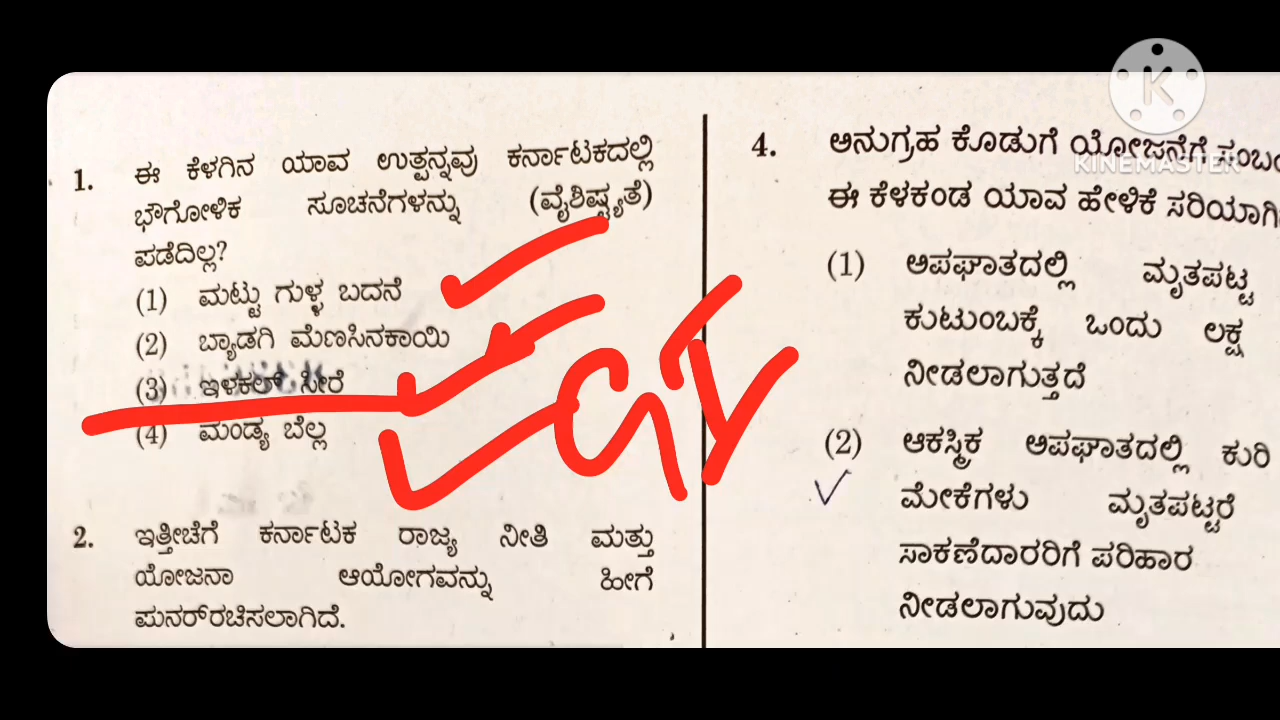 1. ಈ ಕೆಳಗಿನ ಯಾವ ಉತ್ಪನ್ನವು ಕರ್ನಾಟಕದಲ್ಲಿ
ಭೌಗೋಳಿಕ ಸೂಚನೆಗಳನ್ನು (ವೈಶಿಷ್ಟ್ಯತೆ)
ಪಡೆದಿಲ್ಲ?
(1) ಮಟ್ಟು ಗುಳ್ಳ ಬದನೆ
(2) ಬ್ಯಾಡಗಿ ಮೆಣಸಿನಕಾಯಿ
(3) ಇಳಕಲ್ ಸೀರೆ
(4) ಮಂಡ್ಯ ಬೆಲ್ಲ
2. ಇತ್ತೀಚೆಗೆ ಕರ್ನಾಟಕ ರಾಜ್ಯ ನೀತಿ ಮತ್ತು
ಯೋಜನಾ ಆಯೋಗವನ್ನು ಹೀಗೆ
ಪುನರ್‌ರಚಿಸಲಾಗಿದೆ.
4. ಅನುಗ್ರಹ ಕೊಡುಗೆ ಯೋಜನೆಗೆ
ಈ ಕೆಳಕಂಡ ಯಾವ ಹೇಳಿಕೆ
(1) ಅಪಘಾತದಲ್ಲಿ ಮೃತಪಟ್ಟ
ಕುಟುಂಬಕ್ಕೆ ಒಂದು ಲಕ್ಷ
ನೀಡಲಾಗುತ್ತದೆ
(2) ಆಕಸ್ಮಿಕ ಅಪಘಾತದಲ್ಲಿ ಕುರಿ
ಮೇಕೆಗಳು ಮೃತಪಟ್ಟರೆ
ಸಾಕಣೆದಾರರಿಗೆ ಪರಿಹಾರ
ನೀಡಲಾಗುವುದು
KINEMASTER